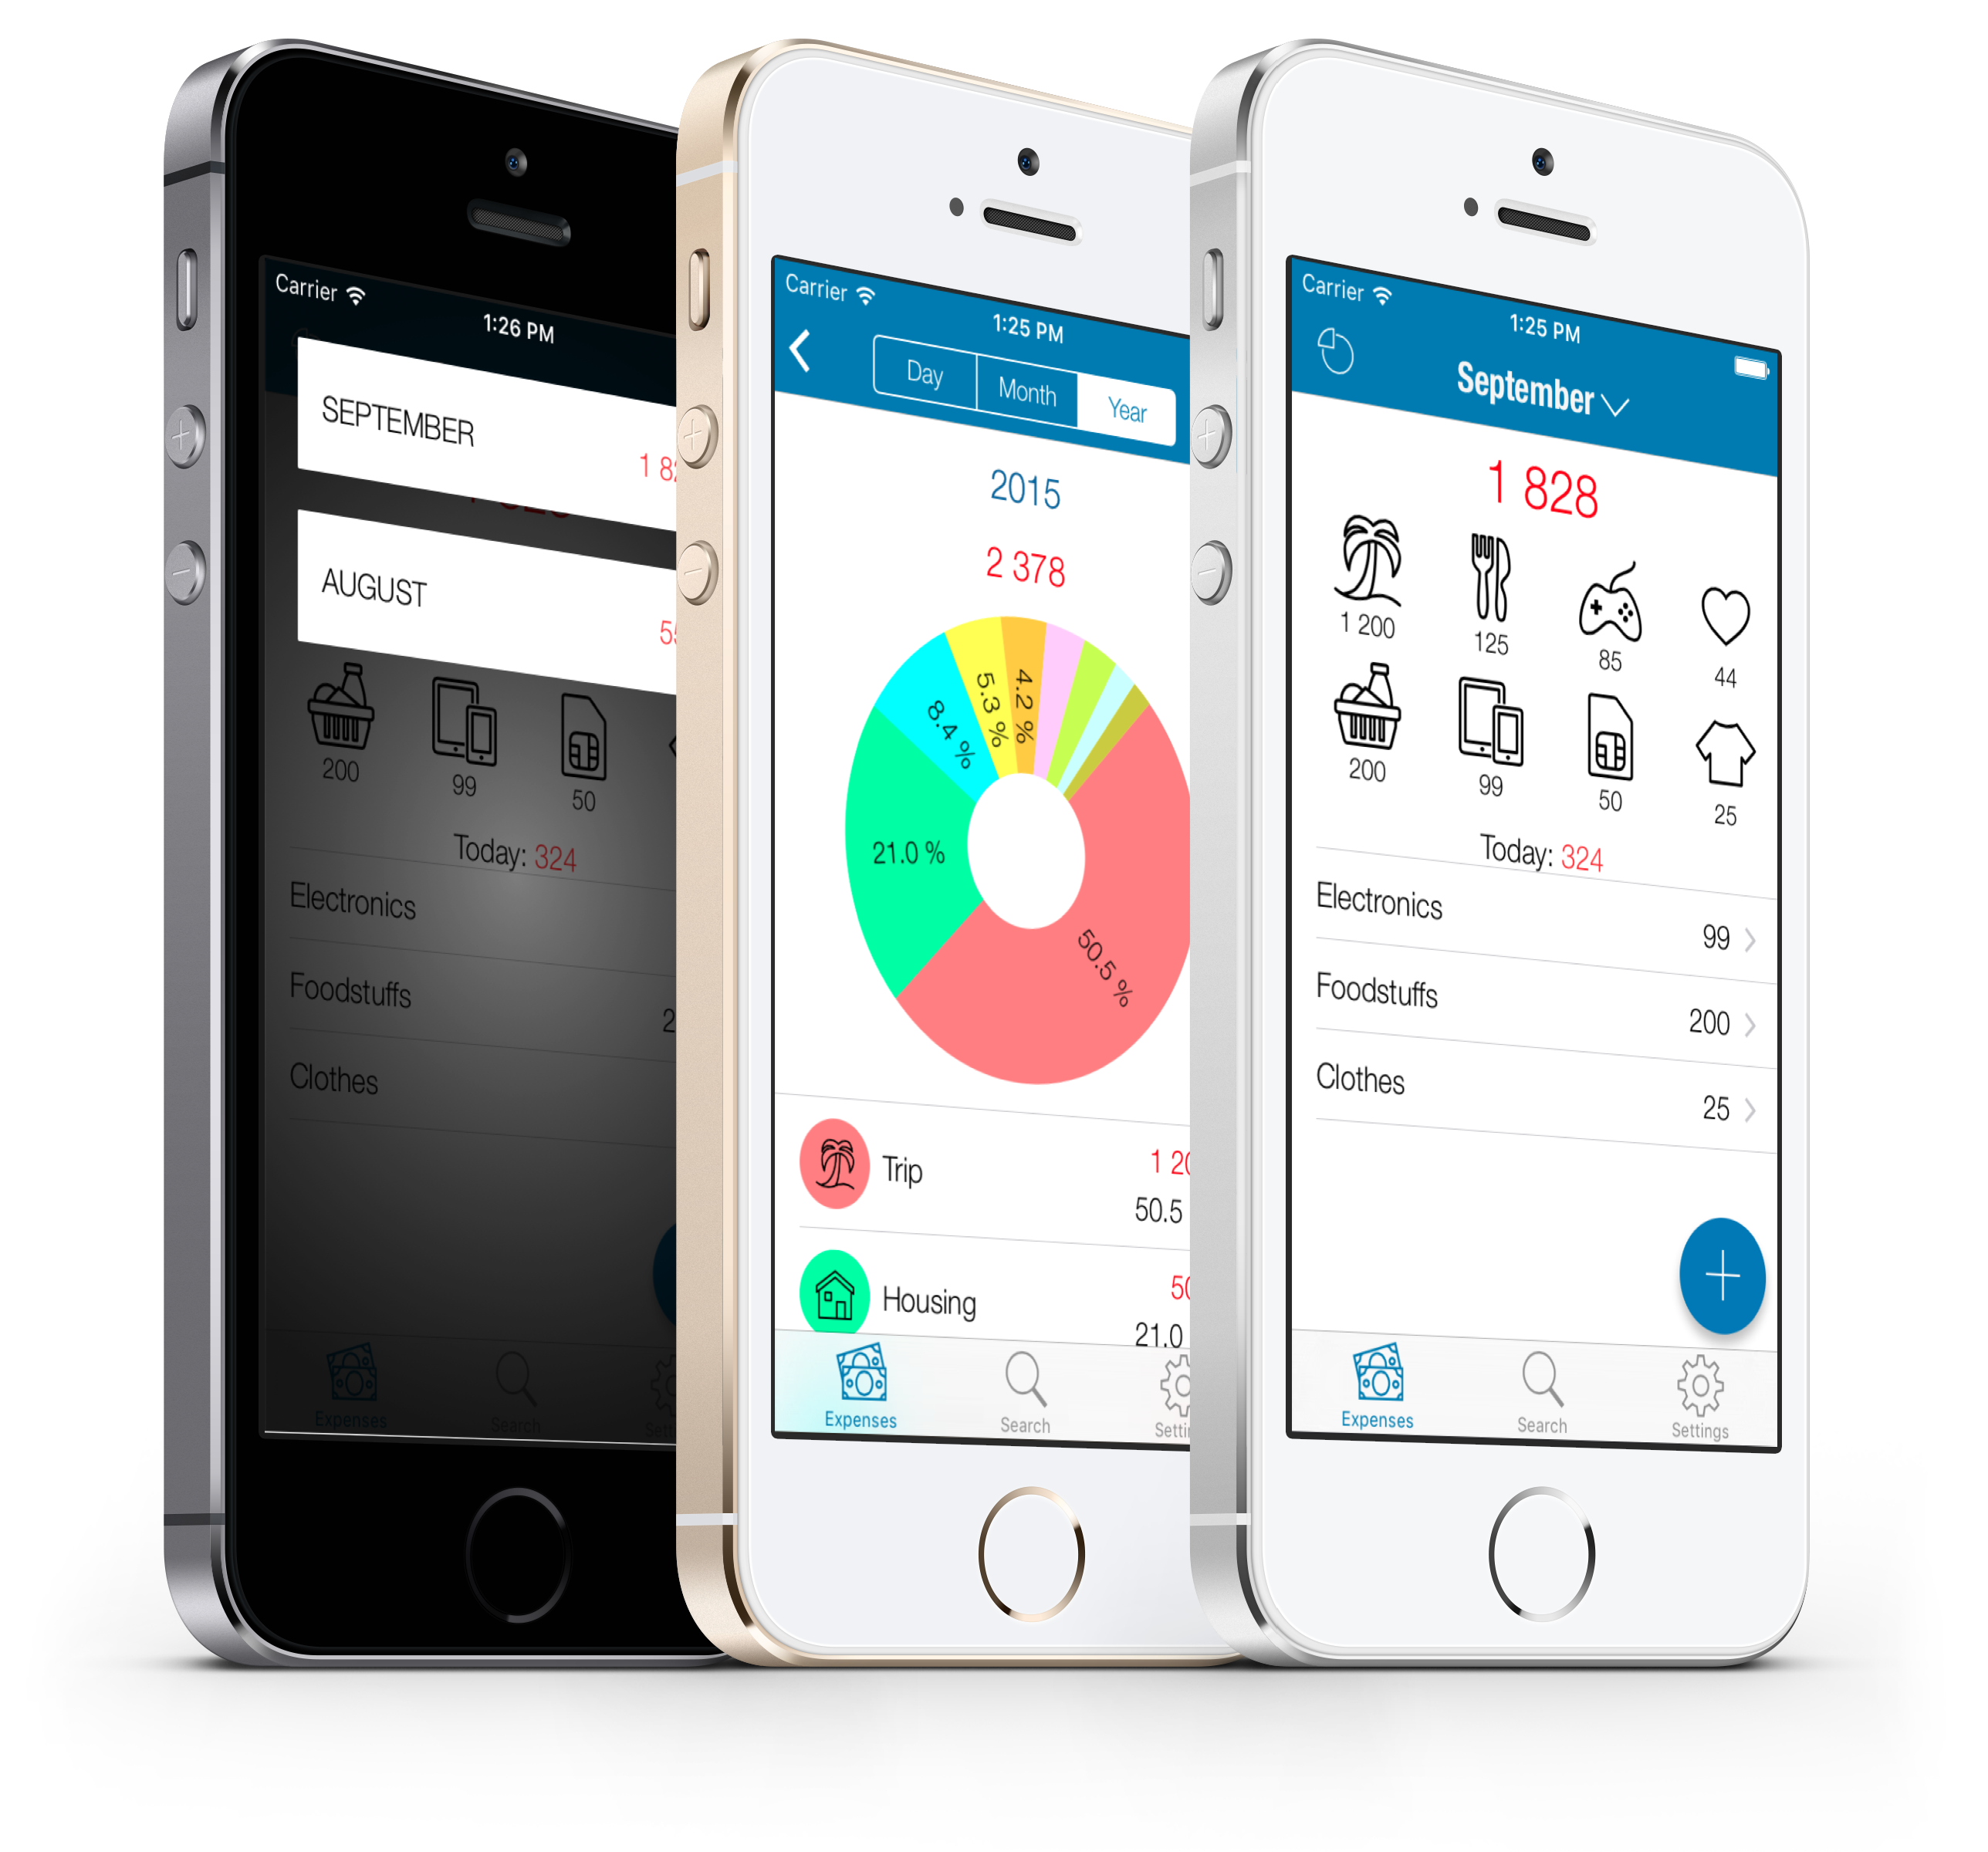 Carrier
1:26 PM
SEPTEMBER
1 82
AUGUST
200
99
50
Today: 324
Electronics
Foodstuffs
2
Clothes
Expenses
Search
Carrier
1:25 PM
Day Month Year
2015
2 378
4.2 %
5.3 %
8.4 %
21.0 %
50.5 %
Trip
1 20
50.5
Housing
50
21.0
Expenses
Search
Setti
Carrier
1:25 PM
September
1 828
1 200
125
85
44
200
99
50
25
Today: 324
Electronics
99
Foodstuffs
200
Clothes
25
Expenses
Search
Settings